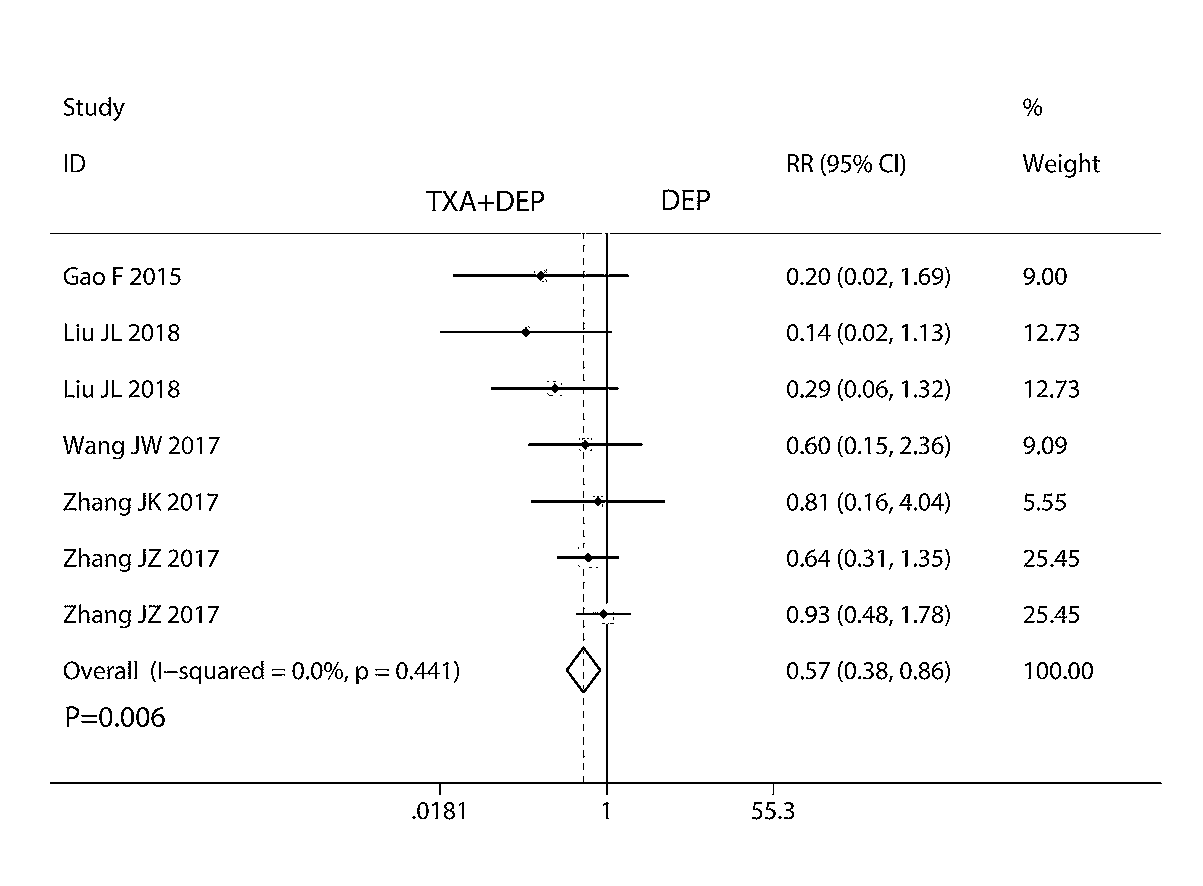 Study %
ID RR (95% CI) Weight
TXA+DEP DEP
Gao F 2015 0.20 (0.02, 1.69) 9.00
Liu JL 2018 0.14 (0.02, 1.13) 12.73
Liu JL 2018 0.29 (0.06, 1.32) 12.73
Wang JW 2017 0.60 (0.15, 2.36) 9.09
Zhang JK 2017 0.81 (0.16, 4.04) 5.55
Zhang JZ 2017 0.64 (0.31, 1.35) 25.45
Zhang JZ 2017 0.93 (0.48, 1.78) 25.45
Overall (I−squared = 0.0%, p = 0.441) 0.57 (0.38, 0.86) 100.00
P=0.006
.0181 1 55.3